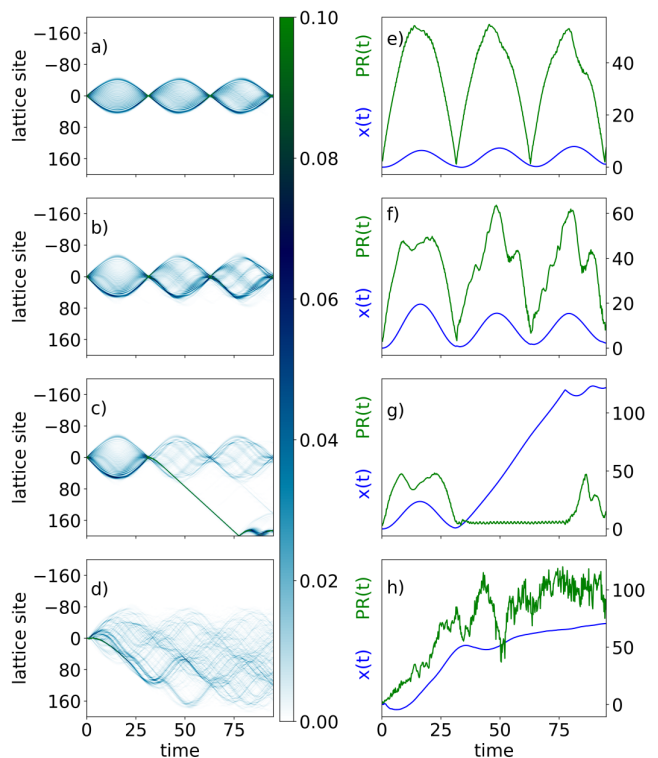 a)
lattice site
−160
−80
0
80
160
b)
lattice site
−160
−80
0
80
160
c)
lattice site
−160
−80
0
80
160
d)
lattice site
−160
−80
0
80
160
0 25 50 75
time
0.10
0.08
0.06
0.04
0.02
0.00
e)
x(t) PR(t)
40
20
0
f)
x(t) PR(t)
60
40
20
0
g)
x(t) PR(t)
100
50
0
h)
x(t) PR(t)
100
50
0
0 25 50 75
time